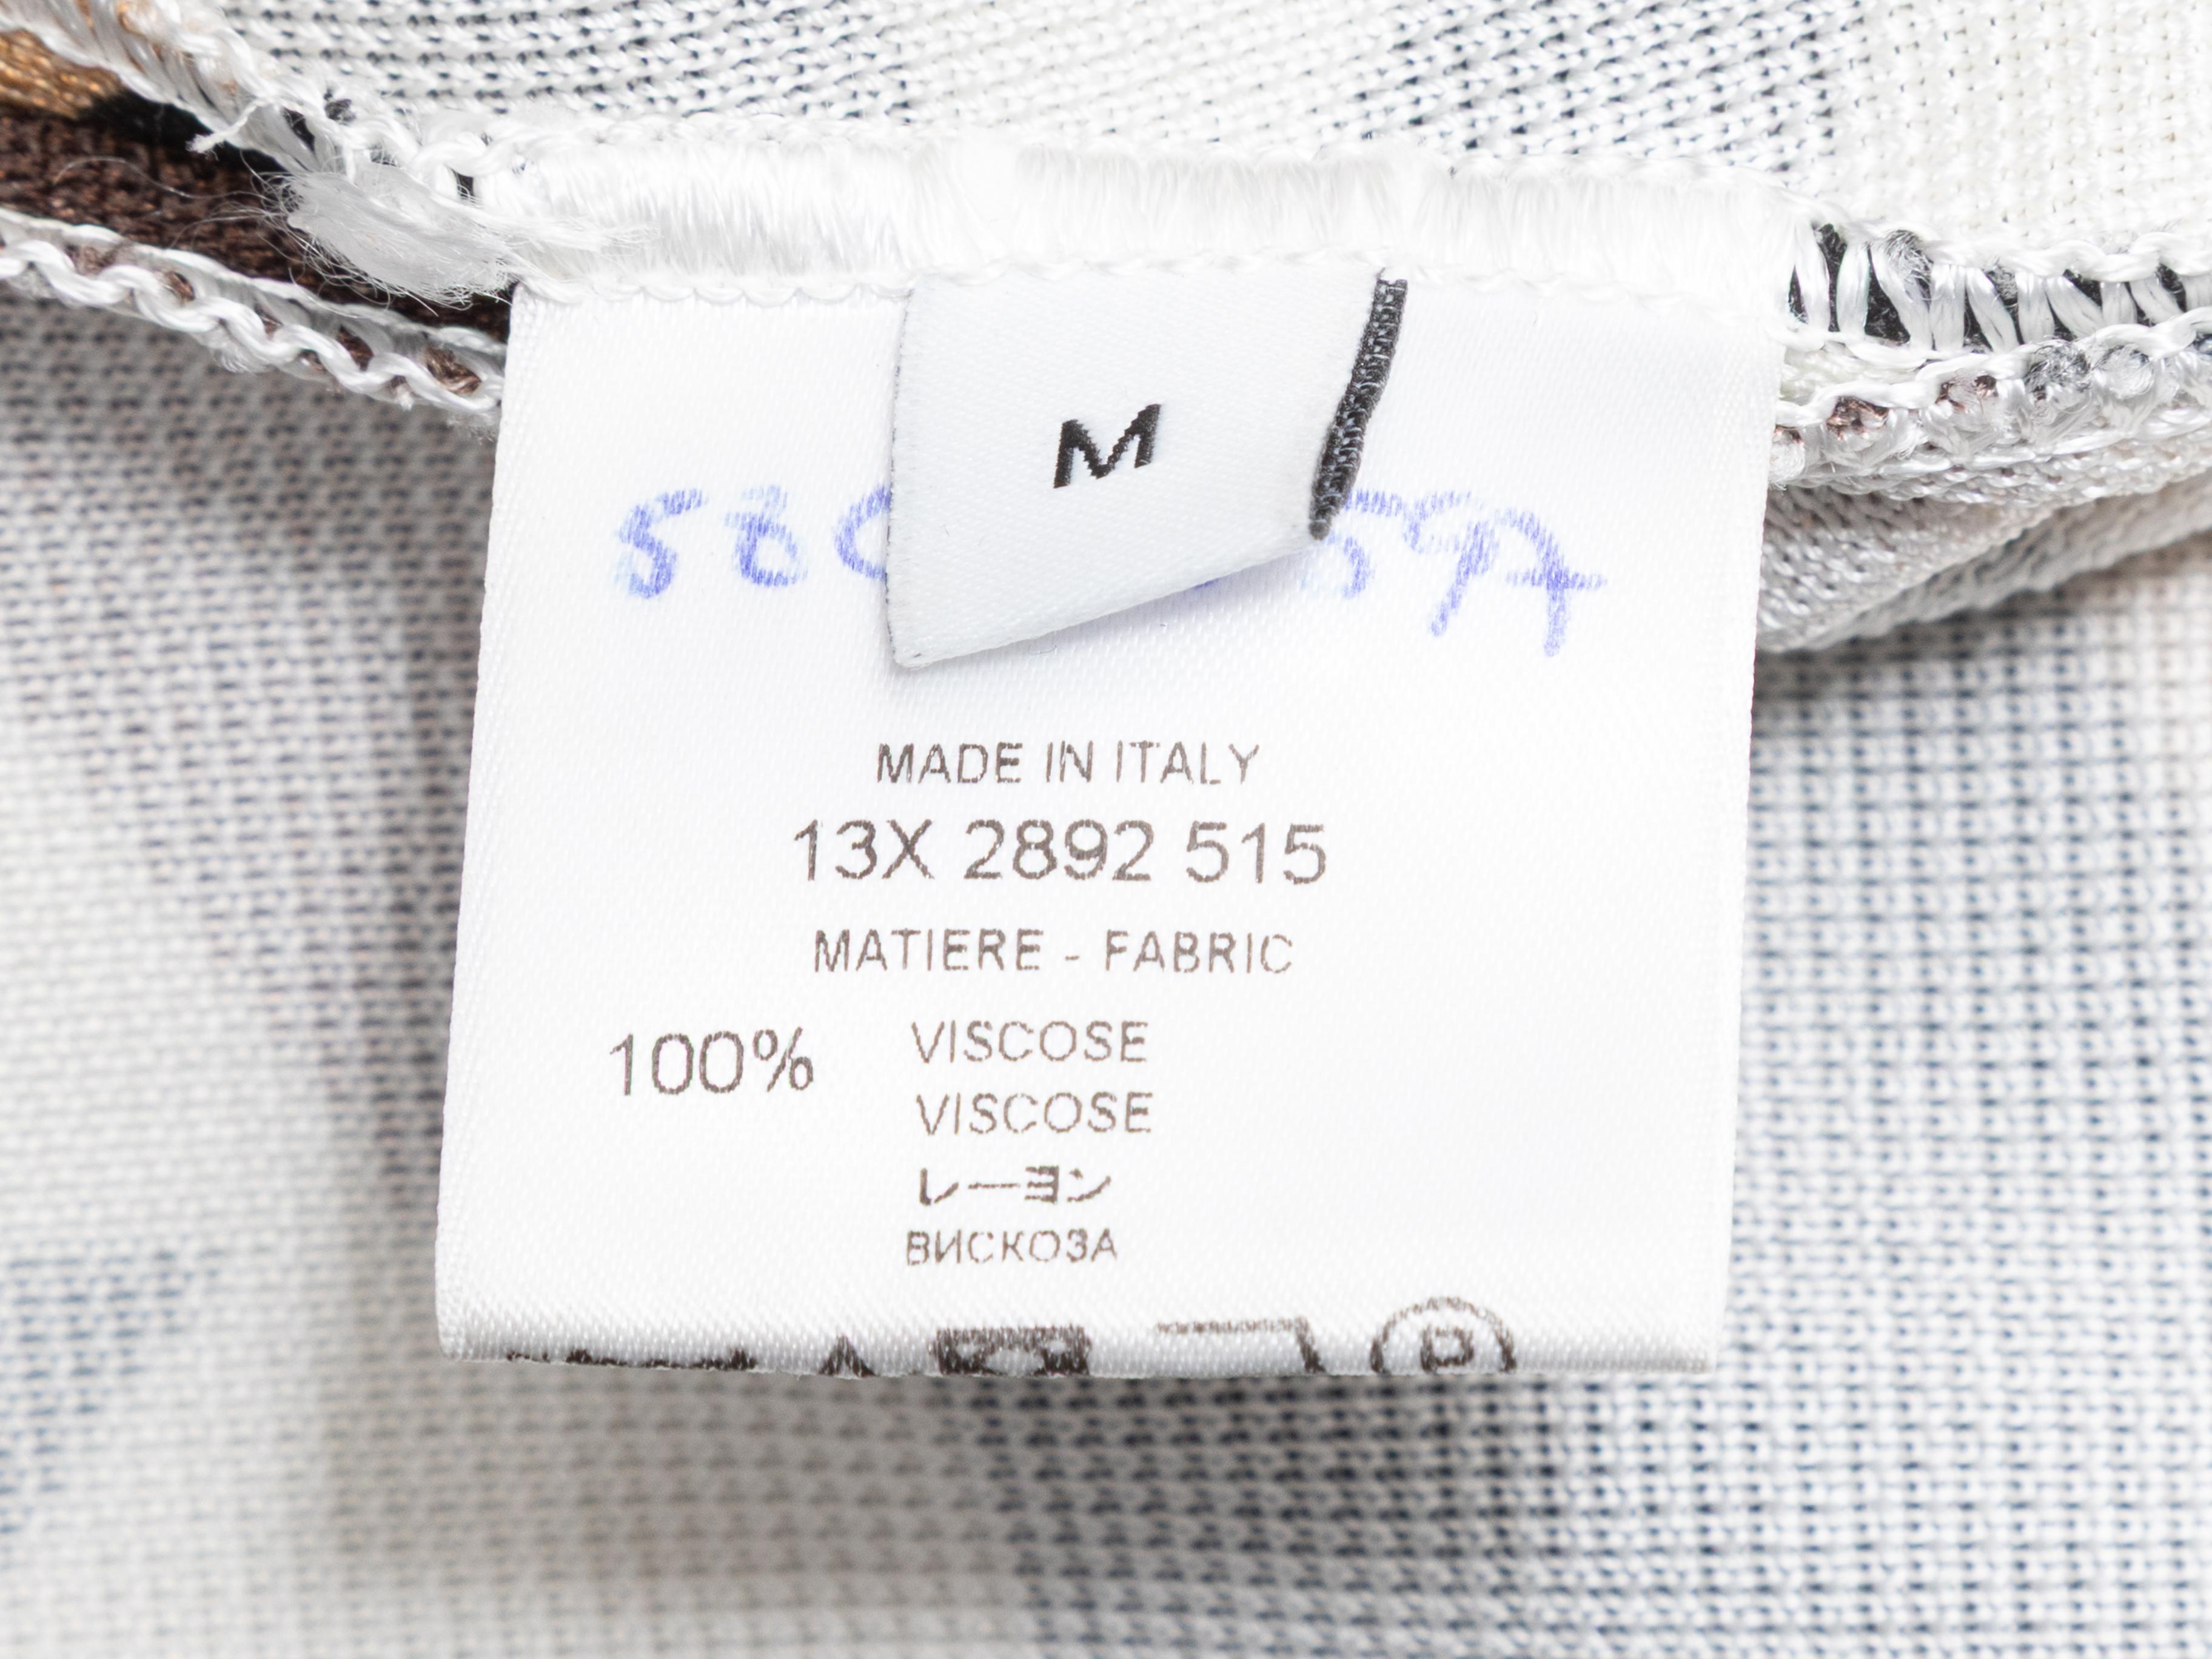 M
MADE IN ITALY
13X 2892 515
MATIERE - FABRIC
100% VISCOSE
VISCOSE
レーヨン
ВИСКОЗА
P